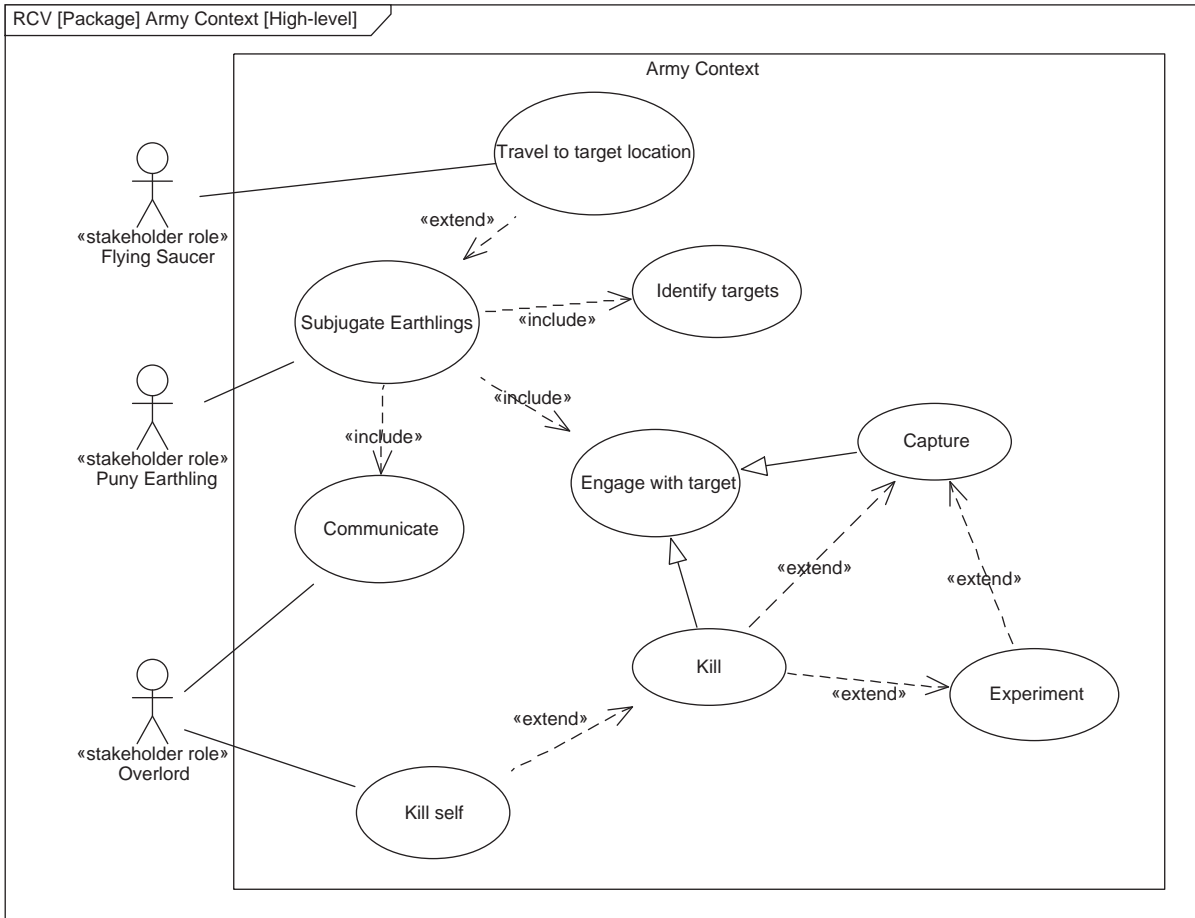 RCV [Package] Army Context [High-level]
Army Context
Travel to target location
«stakeholder role»
Flying Saucer
«extend»
Identify targets
Subjugate Earthlings
«include»
«include»
«stakeholder role»
Puny Earthling
«include»
Capture
Engage with target
Communicate
«extend»
«extend»
Kill
Experiment
«extend»
«extend»
«stakeholder role»
Overlord
Kill self